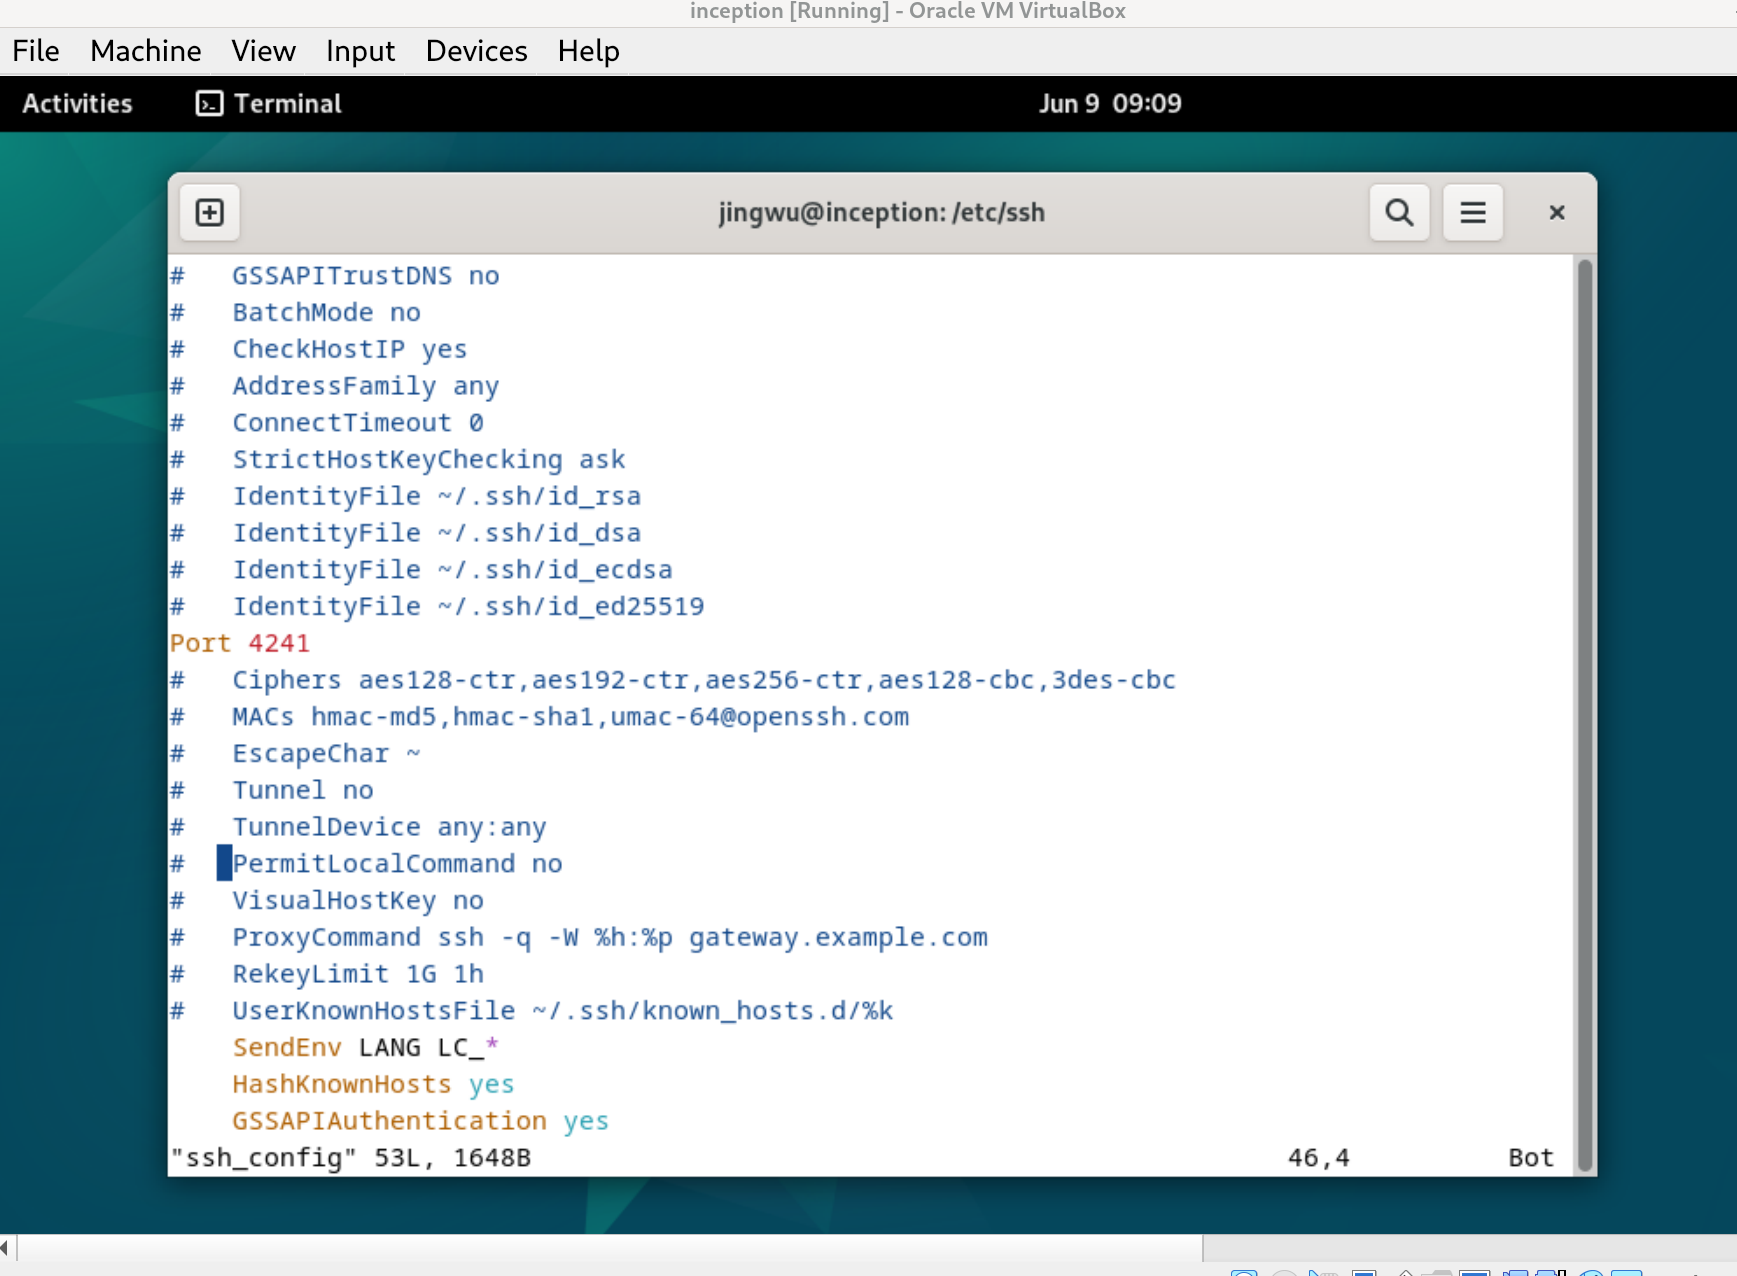 inception [Running] - Oracle VM VirtualBox
File Machine View Input Devices Help
Activities Terminal Jun 9 09:09
jingwu@inception: /etc/ssh
#   GSSAPITrustDNS no
#   BatchMode no
#   CheckHostIP yes
#   AddressFamily any
#   ConnectTimeout 0
#   StrictHostKeyChecking ask
#   IdentityFile ~/.ssh/id_rsa
#   IdentityFile ~/.ssh/id_dsa
#   IdentityFile ~/.ssh/id_ecdsa
#   IdentityFile ~/.ssh/id_ed25519
Port 4241
#   Ciphers aes128-ctr,aes192-ctr,aes256-ctr,aes128-cbc,3des-cbc
#   MACs hmac-md5,hmac-sha1,umac-64@openssh.com
#   EscapeChar ~
#   Tunnel no
#   TunnelDevice any:any
#   PermitLocalCommand no
#   VisualHostKey no
#   ProxyCommand ssh -q -W %h:%p gateway.example.com
#   RekeyLimit 1G 1h
#   UserKnownHostsFile ~/.ssh/known_hosts.d/%k
    SendEnv LANG LC_*
    HashKnownHosts yes
    GSSAPIAuthentication yes
"ssh_config" 53L, 1648B 46,4 Bot